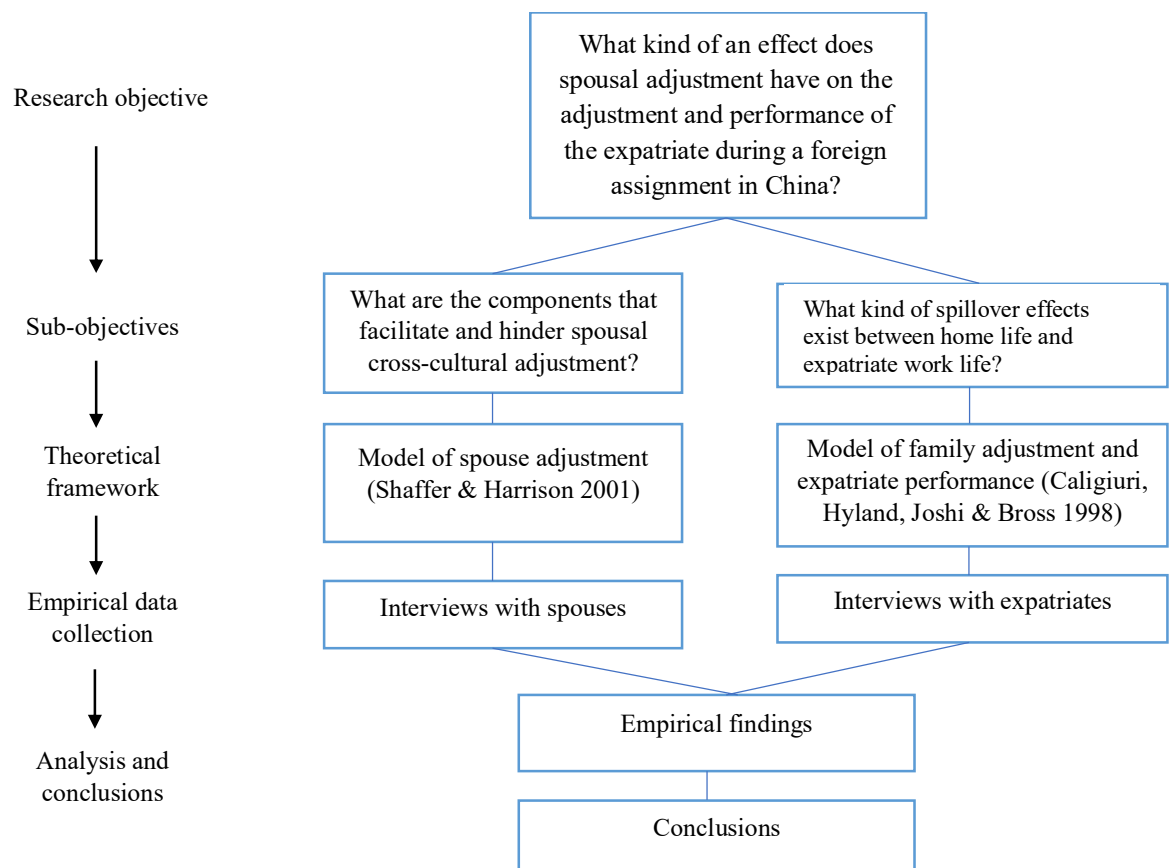 What kind of an effect does
spousal adjustment have on the
adjustment and performance of
the expatriate during a foreign
assignment in China?
Research objective
What are the components that
facilitate and hinder spousal
cross-cultural adjustment?
What kind of spillover effects
exist between home life and
expatriate work life?
Sub-objectives
Model of spouse adjustment
(Shaffer & Harrison 2001)
Model of family adjustment and
expatriate performance (Caligiuri,
Hyland, Joshi & Bross 1998)
Theoretical
framework
Interviews with spouses
Interviews with expatriates
Empirical data
collection
Empirical findings
Analysis and
conclusions
Conclusions